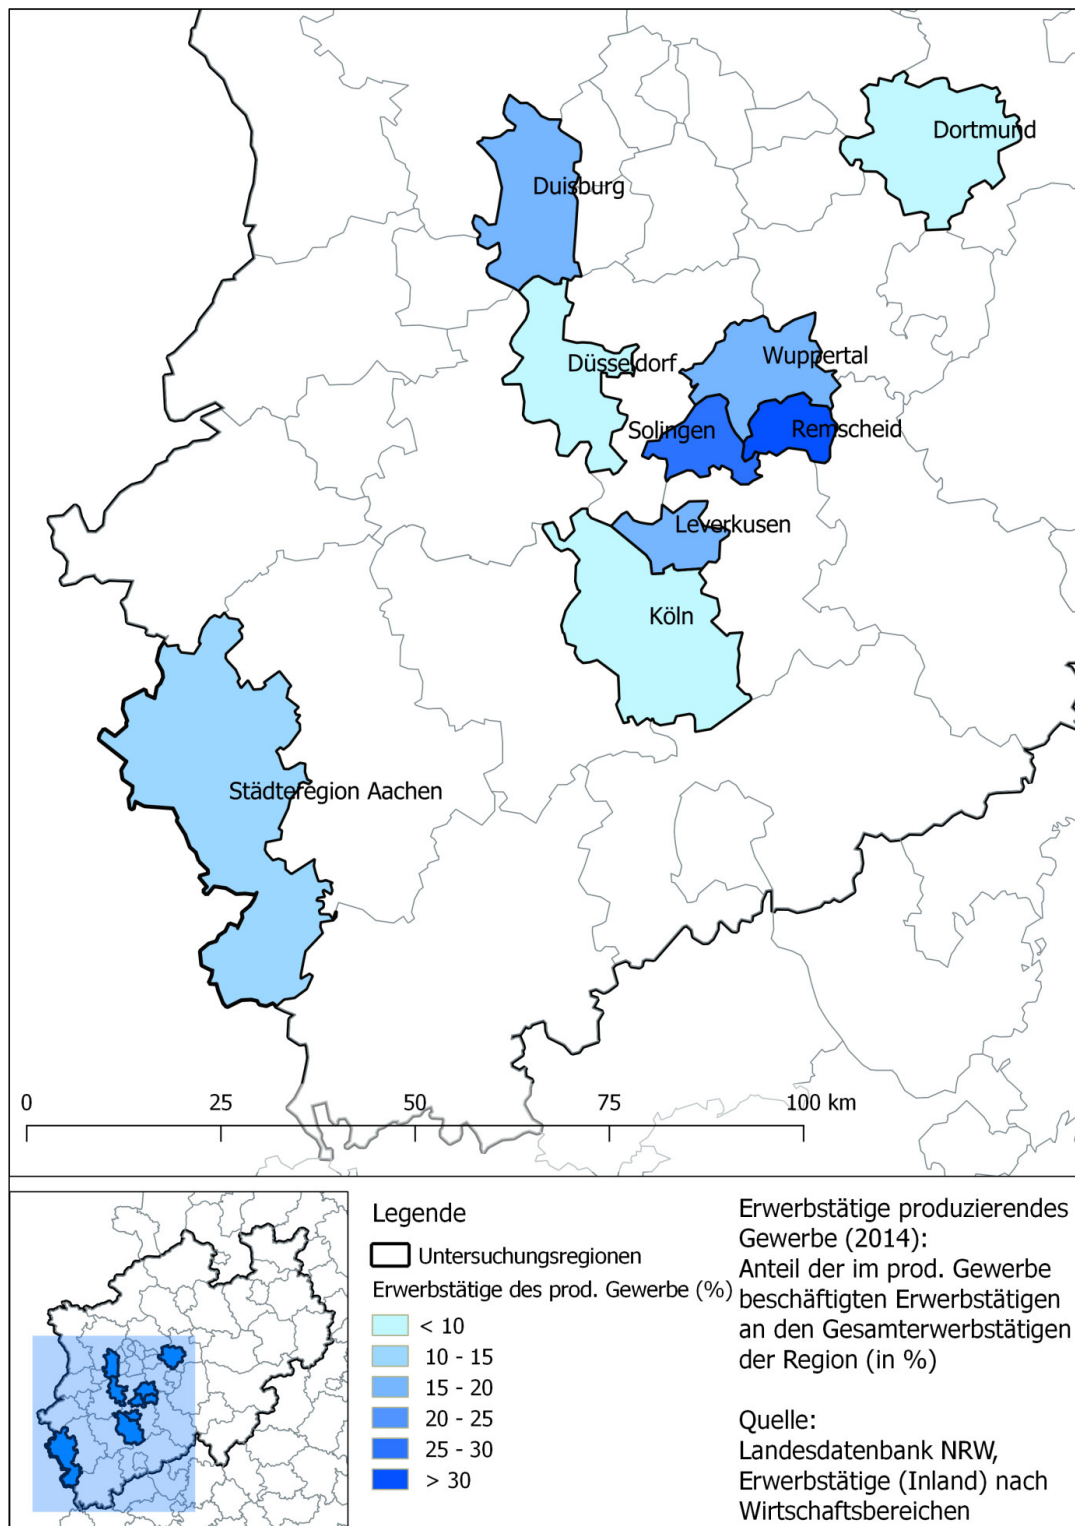 Dortmund
Duisburg
Düsseldorf
Wuppertal
Solingen
Remscheid
Leverkusen
Köln
Städteregion Aachen
0 25 50 75 100 km
Legende
Untersuchungsregionen
Erwerbstätige des prod. Gewerbe (%)
< 10
10 - 15
15 - 20
20 - 25
25 - 30
> 30
Erwerbstätige produzierendes
Gewerbe (2014):
Anteil der im prod. Gewerbe
beschäftigten Erwerbstätigen
an den Gesamterwerbstätigen
der Region (in %)
Quelle:
Landesdatenbank NRW,
Erwerbstätige (Inland) nach
Wirtschaftsbereichen